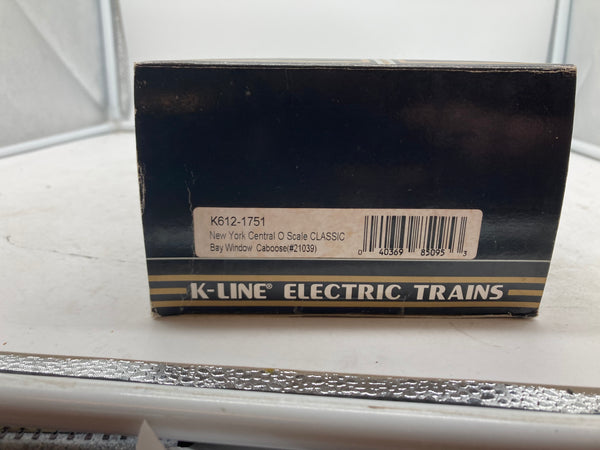 K612-1751
New York Central O Scale CLASSIC
Bay Window Caboose(#21039)
0 40369 85095 3
K-LINE® ELECTRIC TRAINS